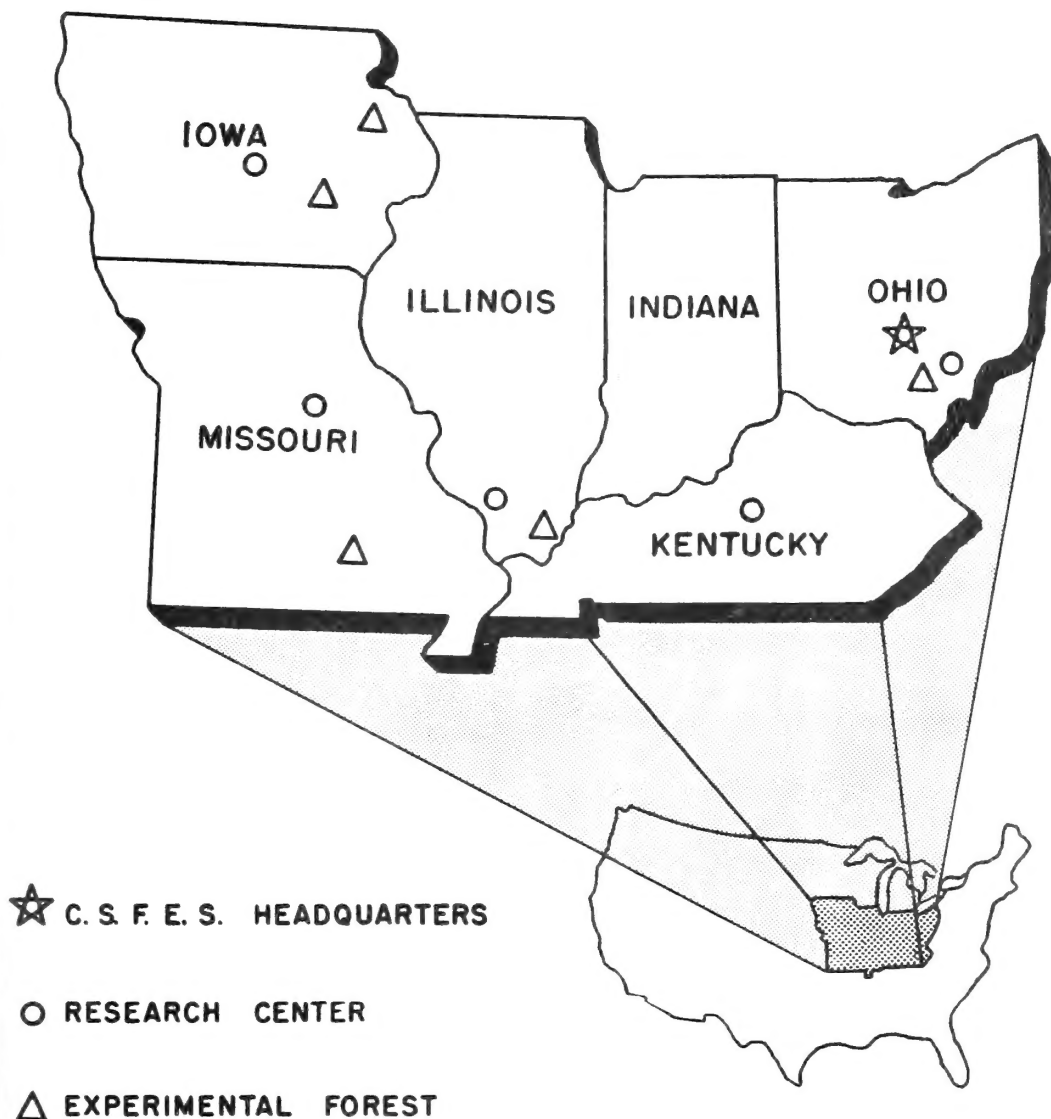 IOWA
ILLINOIS
INDIANA
OHIO
MISSOURI
KENTUCKY
C. S. F. E. S. HEADQUARTERS
RESEARCH CENTER
EXPERIMENTAL FOREST